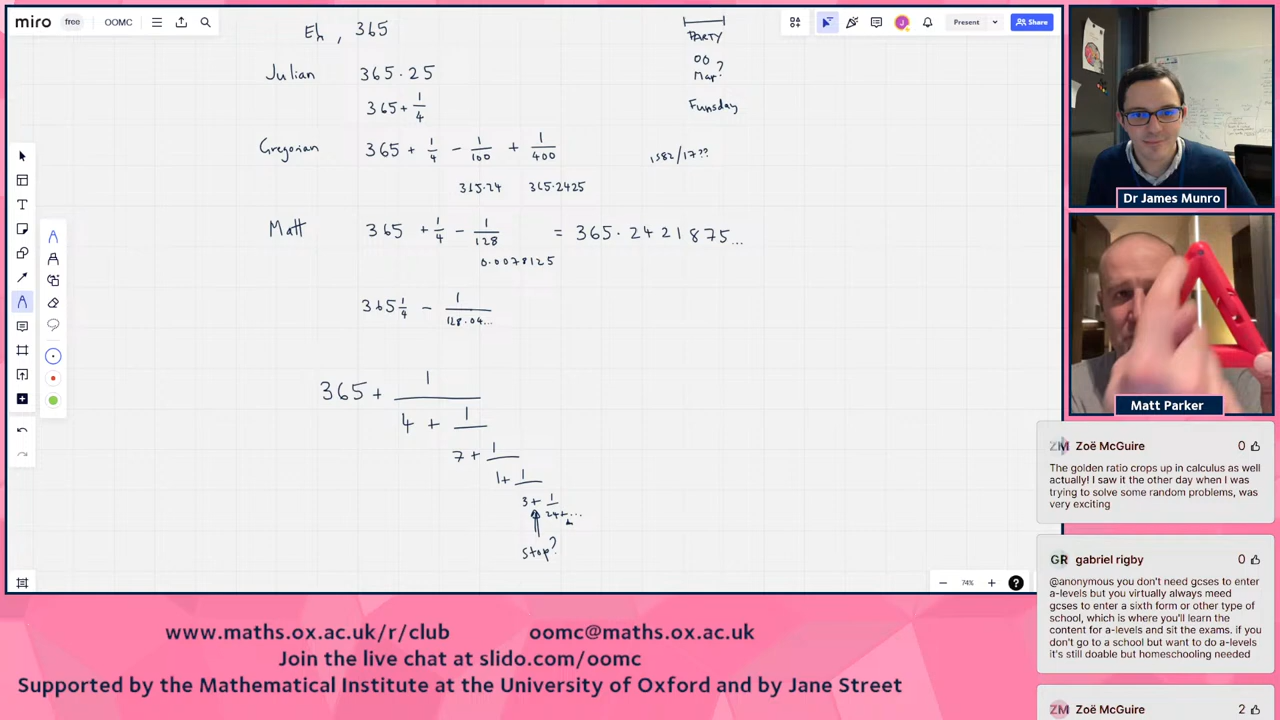 miro free OOMC Present Share
Eh, 365
PARTY
00
Mar?
Funsday
Julian 365.25
365+1/4
Gregorian 365 + 1/4 - 1/100 + 1/400
1582/17??
365.24 365.2425
Matt 365 + 1/4 - 1/128 = 365.2421875...
0.0078125
365 1/4 - 1/128.04...
365+ 1
4 + 1
7 + 1
1+ 1
3 + 1
24+...
Stop?
74%
Dr James Munro
Matt Parker
ZM Zoë McGuire 0
The golden ratio crops up in calculus as well
actually! I saw it the other day when I was
trying to solve some random problems, was
very exciting
GR gabriel rigby 0
@anonymous you don't need gcses to enter
a-levels but you virtually always meed
gcses to enter a sixth form or other type of
school, which is where you'll learn the
content for a-levels and sit the exams. if you
don't go to a school but want to do a-levels
it's still doable but homeschooling needed
ZM Zoë McGuire 2
www.maths.ox.ac.uk/r/club oomc@maths.ox.ac.uk
Join the live chat at slido.com/oomc
Supported by the Mathematical Institute at the University of Oxford and by Jane Street